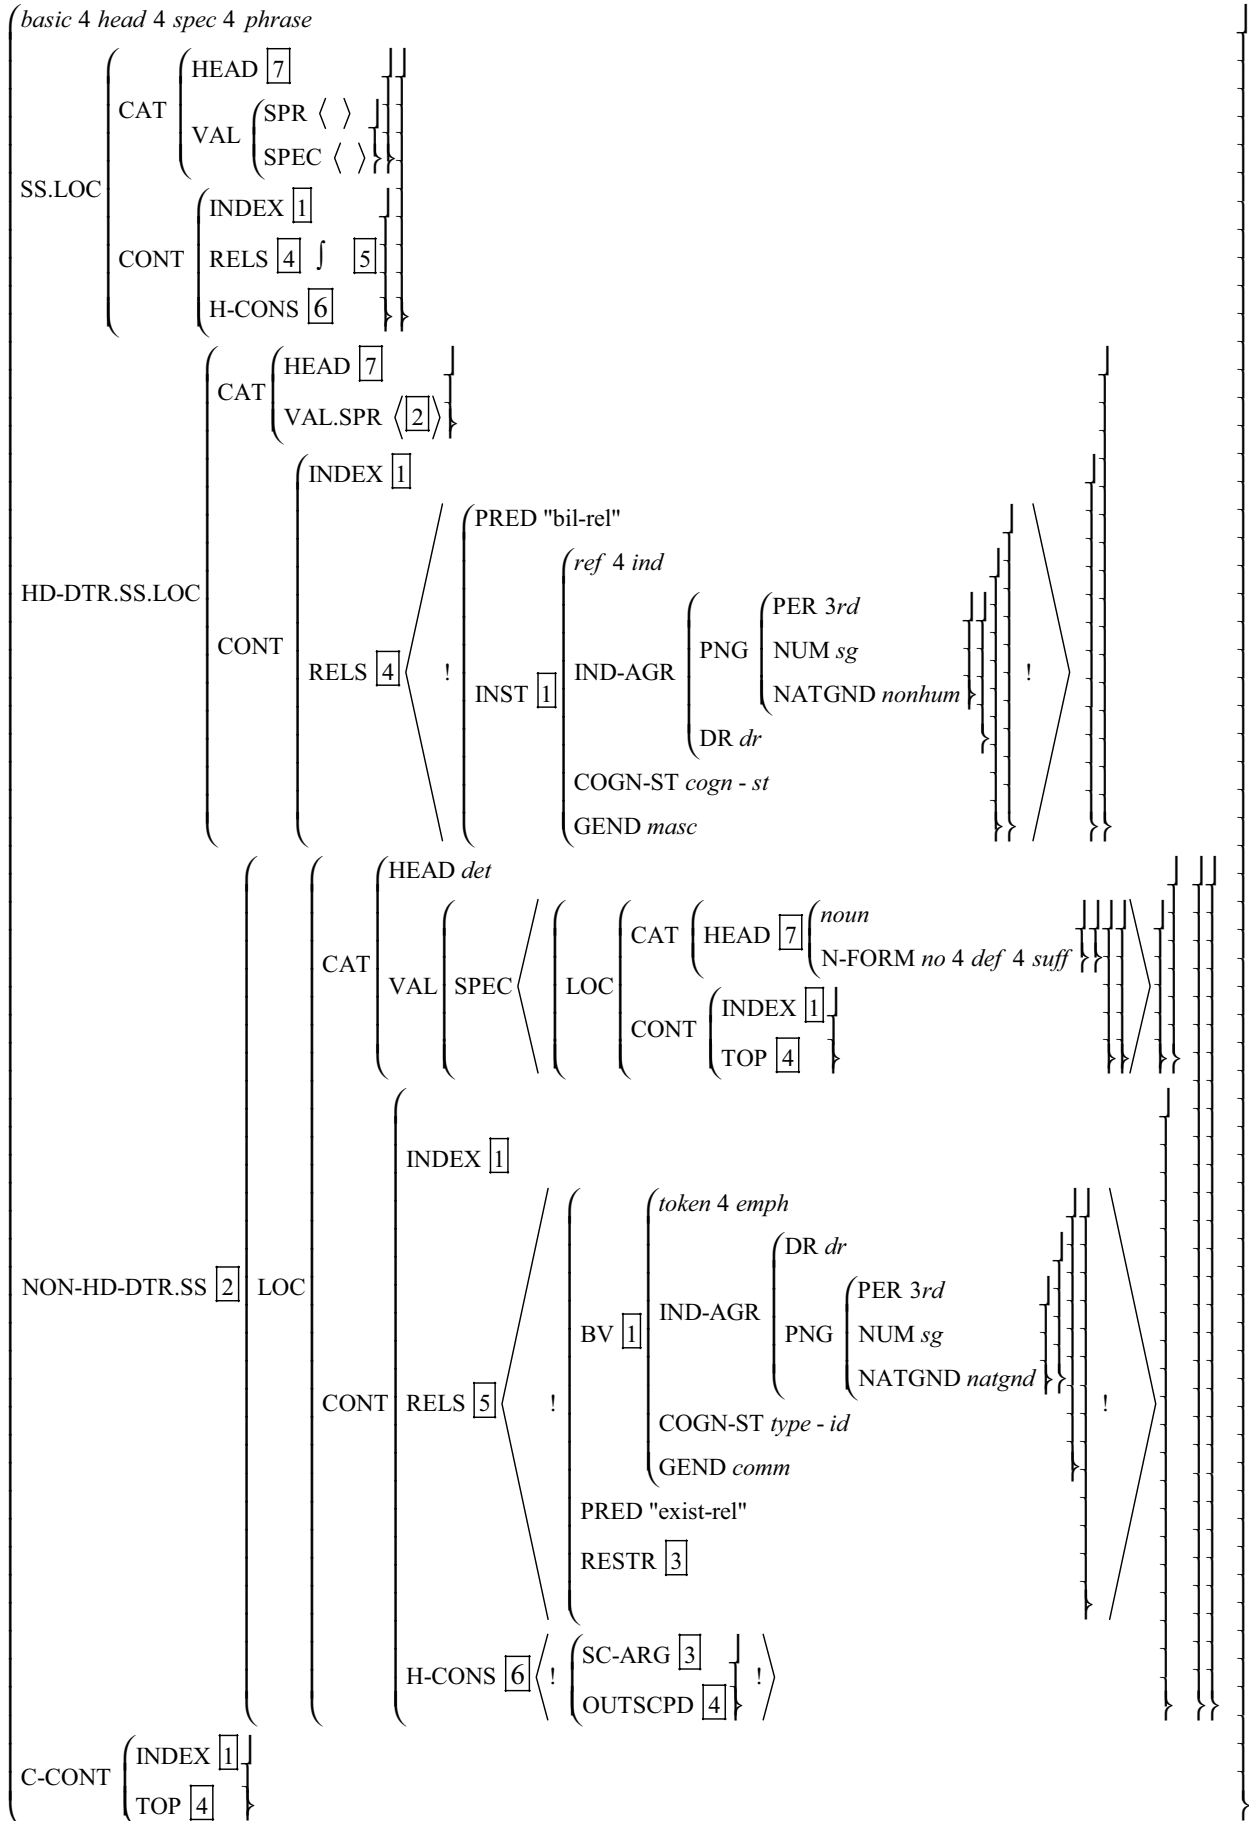 basic 4 head 4 spec 4 phrase
HEAD 7
CAT
SPR ⟨ ⟩
VAL
SPEC ⟨ ⟩
SS.LOC
INDEX 1
CONT RELS 4 ∫ 5
H-CONS 6
HEAD 7
CAT
VAL.SPR ⟨ 2 ⟩
INDEX 1
PRED "bil-rel"
ref 4 ind
HD-DTR.SS.LOC
PER 3rd
PNG NUM sg
CONT
RELS 4 ⟨ ! INST 1 IND-AGR NATGND nonhum ! ⟩
DR dr
COGN-ST cogn - st
GEND masc
HEAD det
noun
CAT HEAD 7
N-FORM no 4 def 4 suff
CAT
VAL SPEC ⟨ LOC ⟩
INDEX 1
CONT
TOP 4
INDEX 1
token 4 emph
DR dr
NON-HD-DTR.SS 2 LOC
PER 3rd
IND-AGR
BV 1 PNG NUM sg
NATGND natgnd
CONT RELS 5 ⟨ ! ! ⟩
COGN-ST type - id
GEND comm
PRED "exist-rel"
RESTR 3
SC-ARG 3
H-CONS 6 ⟨ ! ! ⟩
OUTSCPD 4
INDEX 1
C-CONT
TOP 4